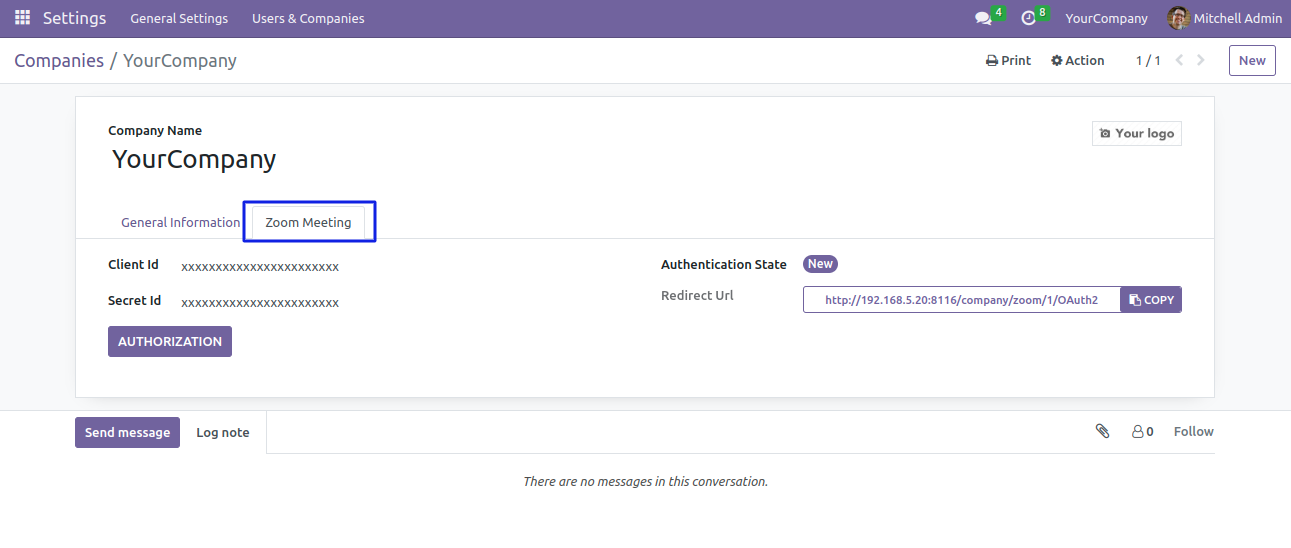 Settings General Settings Users & Companies 4 8 YourCompany Mitchell Admin
Companies / YourCompany Print Action 1 / 1 New
Company Name
Your logo
YourCompany
General Information Zoom Meeting
Client Id xxxxxxxxxxxxxxxxxxxxxxx Authentication State New
Redirect Url http://192.168.5.20:8116/company/zoom/1/OAuth2 COPY
Secret Id xxxxxxxxxxxxxxxxxxxxxxx
AUTHORIZATION
Send message Log note 0 Follow
There are no messages in this conversation.